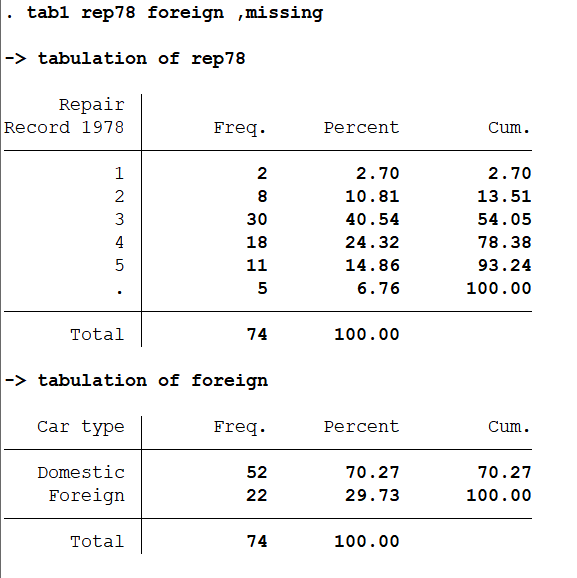 . tab1 rep78 foreign ,missing
-> tabulation of rep78
Repair
Record 1978 Freq. Percent Cum.
1 2 2.70 2.70
2 8 10.81 13.51
3 30 40.54 54.05
4 18 24.32 78.38
5 11 14.86 93.24
. 5 6.76 100.00
Total 74 100.00
-> tabulation of foreign
Car type Freq. Percent Cum.
Domestic 52 70.27 70.27
Foreign 22 29.73 100.00
Total 74 100.00